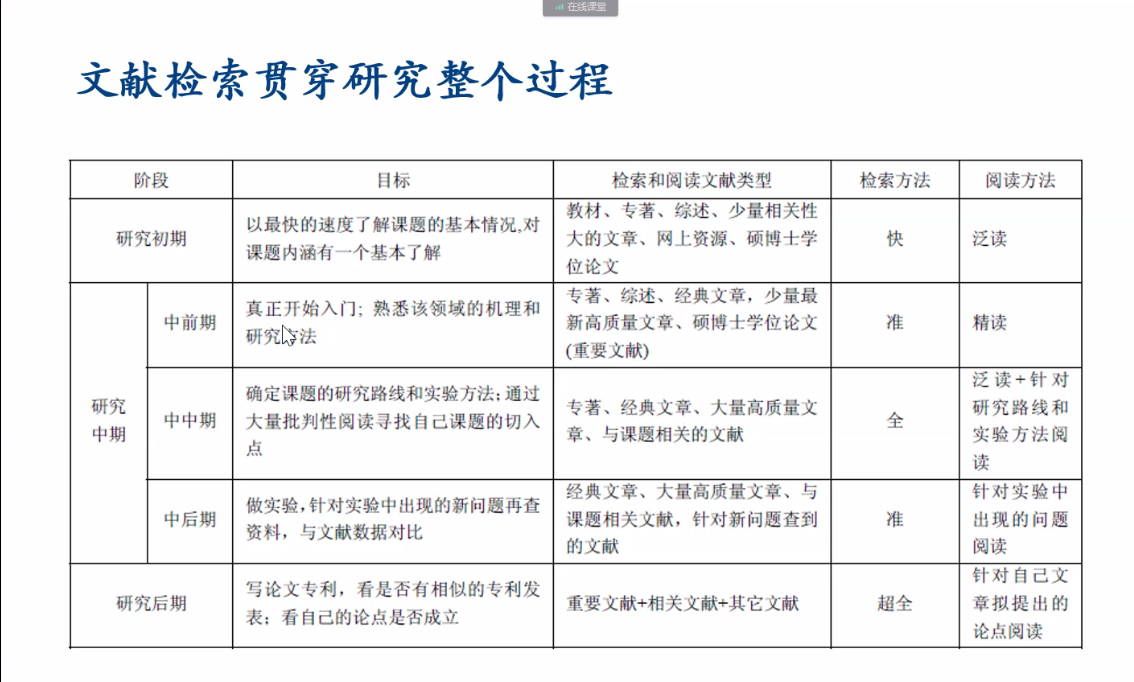 在线课堂
文献检索贯穿研究整个过程
阶段 目标 检索和阅读文献类型 检索方法 阅读方法
研究初期
以最快的速度了解课题的基本情况,对
课题内涵有一个基本了解
教材、专著、综述、少量相关性
大的文章、网上资源、硕博士学
位论文
快
泛读
研究
中期
中前期
真正开始入门；熟悉该领域的机理和
研究方法
专著、综述、经典文章，少量最
新高质量文章、硕博士学位论文
(重要文献)
准
精读
中中期
确定课题的研究路线和实验方法；通过
大量批判性阅读寻找自己课题的切入
点
专著、经典文章、大量高质量文
章、与课题相关的文献
全
泛读+针对
研究路线和
实验方法阅
读
中后期
做实验，针对实验中出现的新问题再查
资料，与文献数据对比
经典文章、大量高质量文章、与
课题相关文献，针对新问题查到
的文献
准
针对实验中
出现的问题
阅读
研究后期
写论文专利，看是否有相似的专利发
表；看自己的论点是否成立
重要文献+相关文献+其它文献
超全
针对自己文
章拟提出的
论点阅读